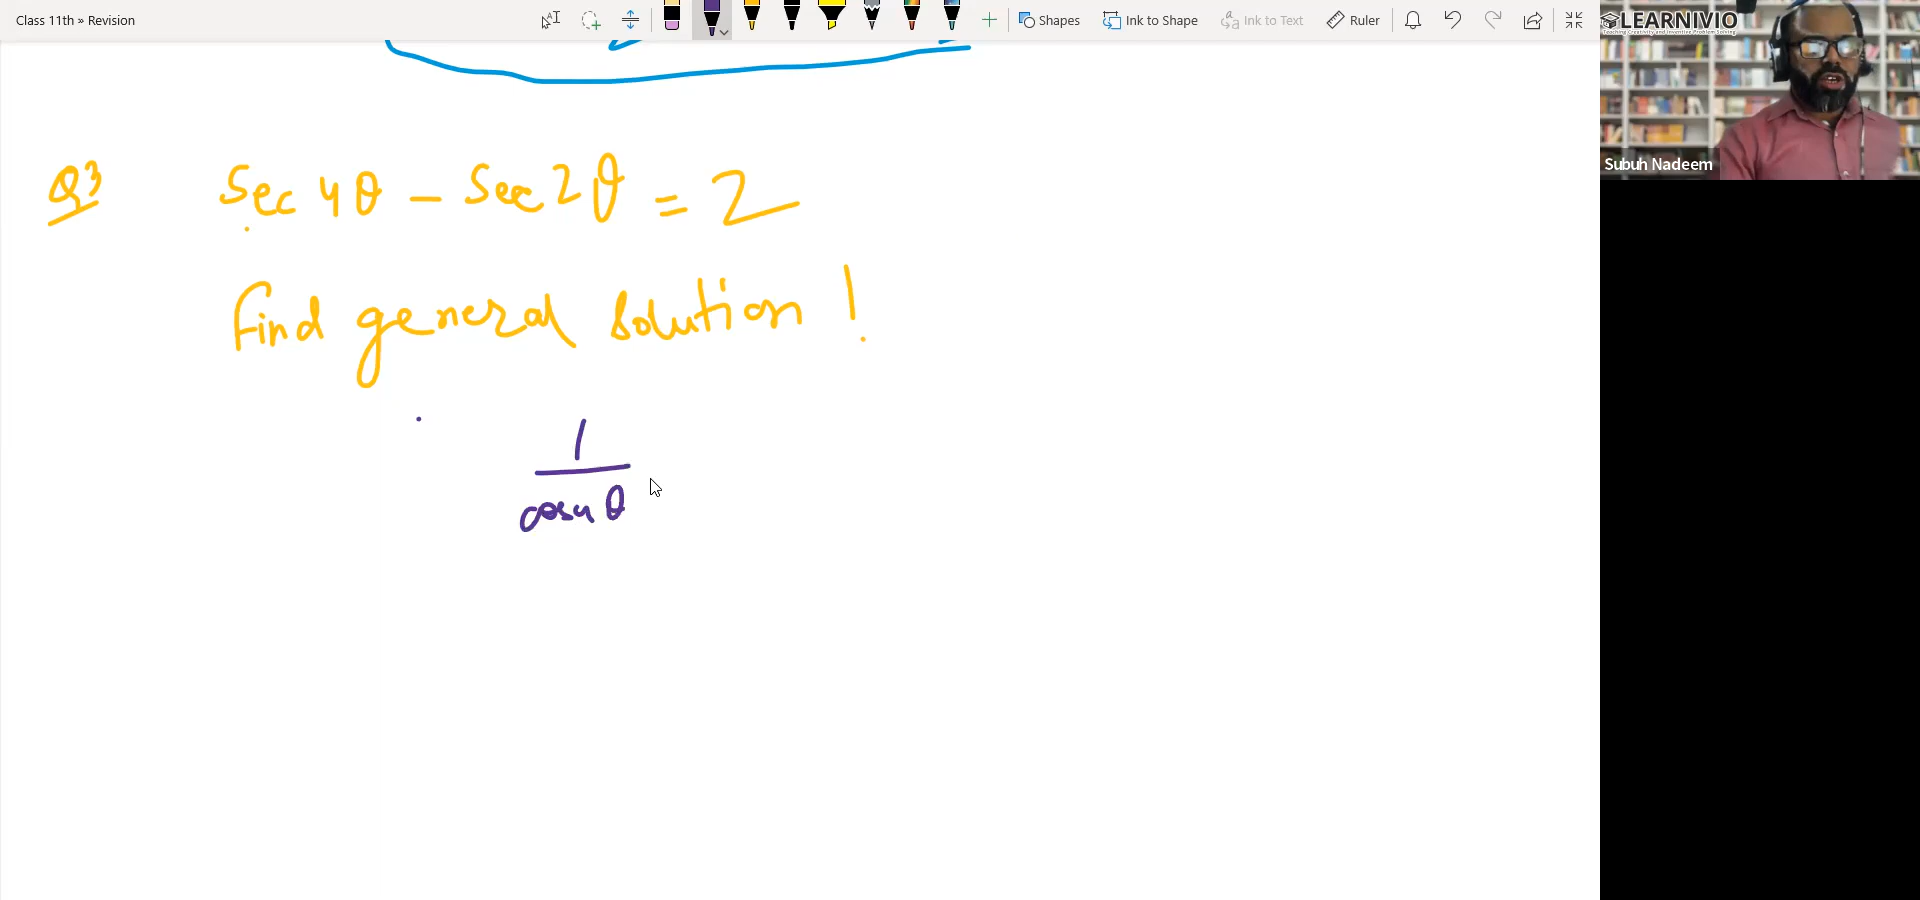 Class 11th » Revision
Shapes
Ink to Shape
Ink to Text
Ruler
LEARNIVIO
Subuh Nadeem
Q3 Sec 4θ - Sec 2θ = 2
Find general solution !
1
cos4θ